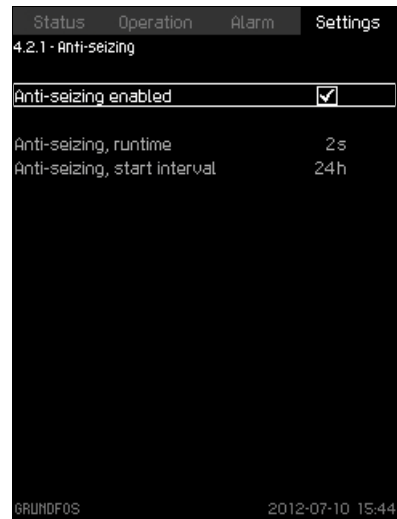 Status Operation Alarm Settings
4.2.1 - Anti-seizing
Anti-seizing enabled
Anti-seizing, runtime 2s
Anti-seizing, start interval 24h
GRUNDFOS 2012-07-10 15:44